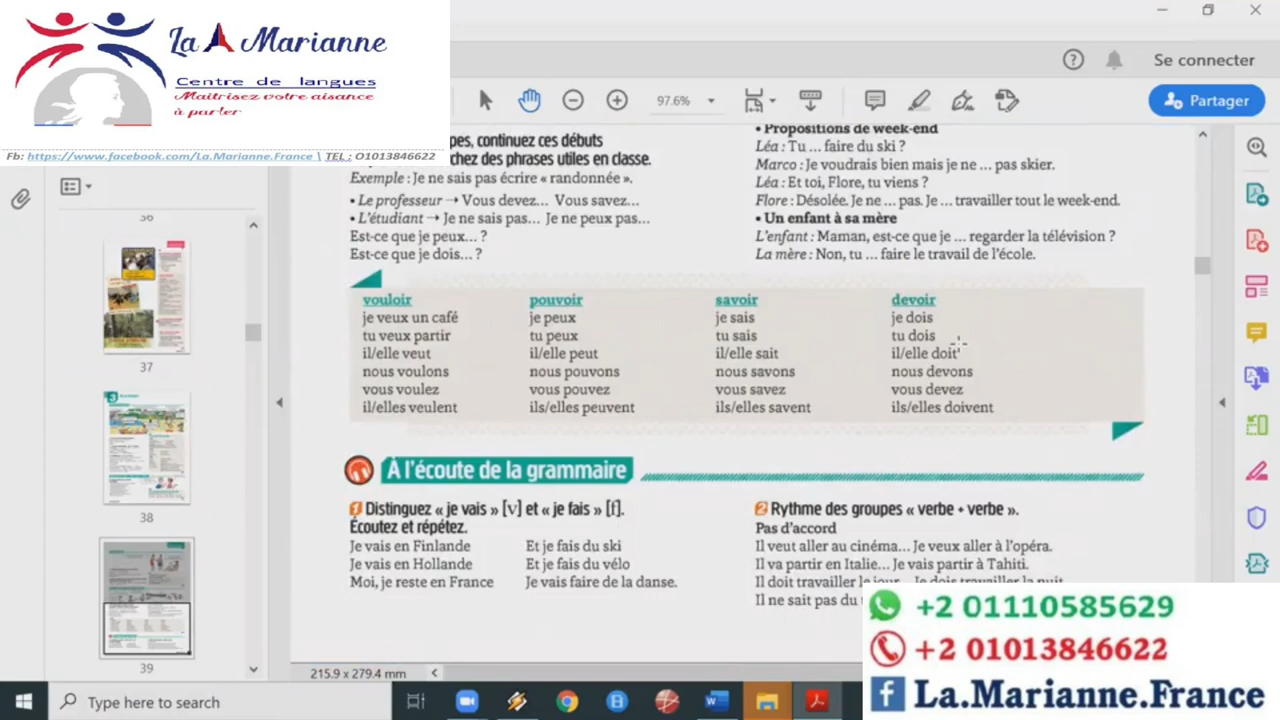 La Marianne
Centre de langues
Maîtrisez votre aisance
à parler
Fb: https://www.facebook.com/La.Marianne.France \ TEL : 01013846622
Se connecter
97.6%
Partager
pes, continuez ces débuts
chez des phrases utiles en classe.
Exemple : Je ne sais pas écrire « randonnée ».
• Le professeur → Vous devez... Vous savez...
• L'étudiant → Je ne sais pas... Je ne peux pas...
Est-ce que je peux... ?
Est-ce que je dois... ?
• Propositions de week-end
Léa : Tu ... faire du ski ?
Marco : Je voudrais bien mais je ne ... pas skier.
Léa : Et toi, Flore, tu viens ?
Flore : Désolée. Je ne ... pas. Je ... travailler tout le week-end.
• Un enfant à sa mère
L'enfant : Maman, est-ce que je ... regarder la télévision ?
La mère : Non, tu ... faire le travail de l'école.
vouloir
je veux un café
tu veux partir
il/elle veut
nous voulons
vous voulez
il/elles veulent
pouvoir
je peux
tu peux
il/elle peut
nous pouvons
vous pouvez
ils/elles peuvent
savoir
je sais
tu sais
il/elle sait
nous savons
vous savez
ils/elles savent
devoir
je dois
tu dois
il/elle doit
nous devons
vous devez
ils/elles doivent
À l'écoute de la grammaire
1 Distinguez « je vais » [v] et « je fais » [f].
Écoutez et répétez.
Je vais en Finlande Et je fais du ski
Je vais en Hollande Et je fais du vélo
Moi, je reste en France Je vais faire de la danse.
2 Rythme des groupes « verbe + verbe ».
Pas d'accord
Il veut aller au cinéma... Je veux aller à l'opéra.
Il va partir en Italie... Je vais partir à Tahiti.
Il doit travailler le jour... Je dois travailler la nuit
Il ne sait pas du
36
37
38
39
215.9 x 279.4 mm
Type here to search
+2 01110585629
+2 01013846622
La.Marianne.France